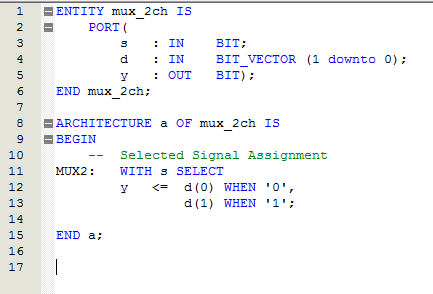 1 ENTITY mux_2ch IS
2 PORT(
3 s : IN BIT;
4 d : IN BIT_VECTOR (1 downto 0);
5 y : OUT BIT);
6 END mux_2ch;
7
8 ARCHITECTURE a OF mux_2ch IS
9 BEGIN
10 -- Selected Signal Assignment
11 MUX2: WITH s SELECT
12 y <= d(0) WHEN '0',
13 d(1) WHEN '1';
14
15 END a;
16
17